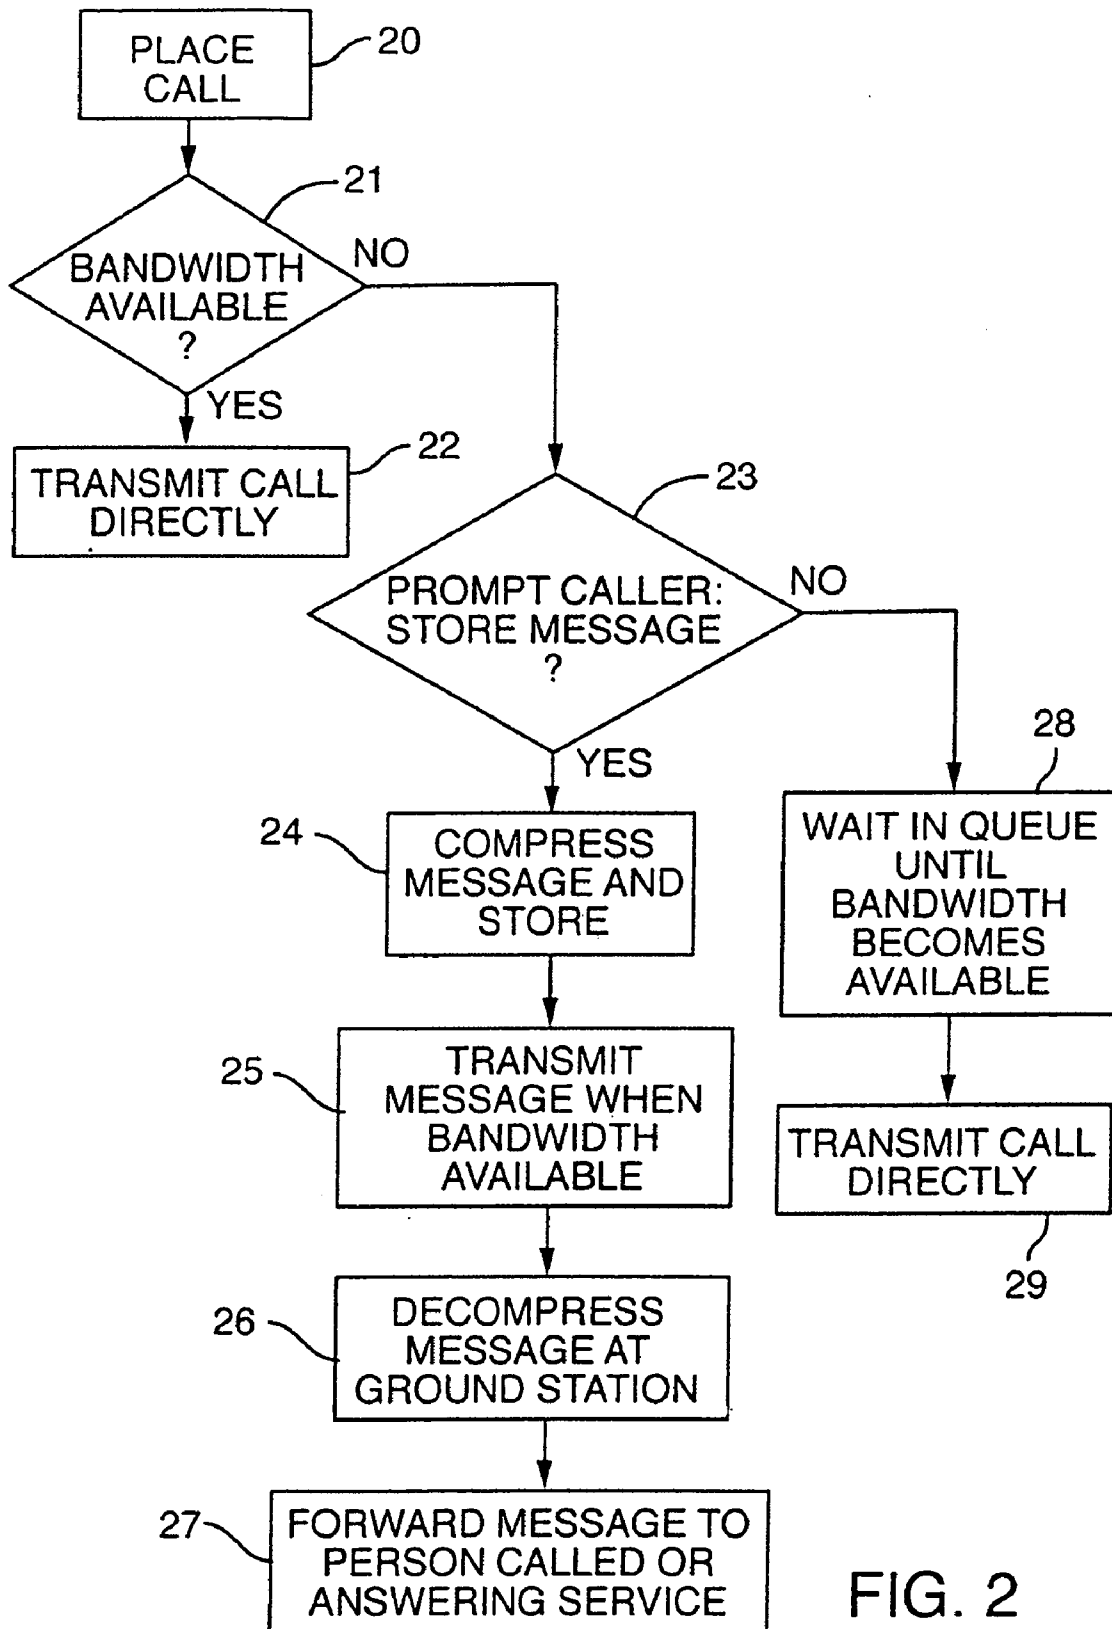 PLACE
CALL
20
21
BANDWIDTH
AVAILABLE
?
NO
YES
TRANSMIT CALL
DIRECTLY
22
23
PROMPT CALLER:
STORE MESSAGE
?
NO
YES
24
COMPRESS
MESSAGE AND
STORE
28
WAIT IN QUEUE
UNTIL
BANDWIDTH
BECOMES
AVAILABLE
25
TRANSMIT
MESSAGE WHEN
BANDWIDTH
AVAILABLE
TRANSMIT CALL
DIRECTLY
29
26
DECOMPRESS
MESSAGE AT
GROUND STATION
27
FORWARD MESSAGE TO
PERSON CALLED OR
ANSWERING SERVICE
FIG. 2